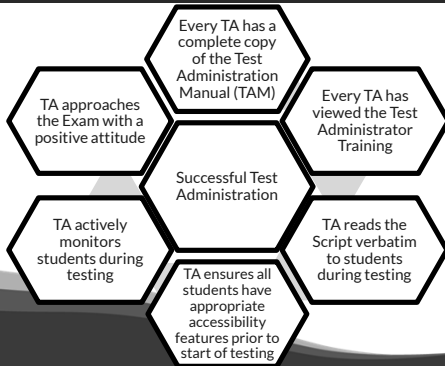 Every TA has a
complete copy
of the Test
Administration
Manual (TAM)
Every TA has
viewed the Test
Administrator
Training
TA reads the
Script verbatim
to students
during testing
TA ensures all
students have
appropriate
accessibility
features prior to
start of testing
TA actively
monitors
students during
testing
TA approaches
the Exam with a
positive attitude
Successful Test
Administration